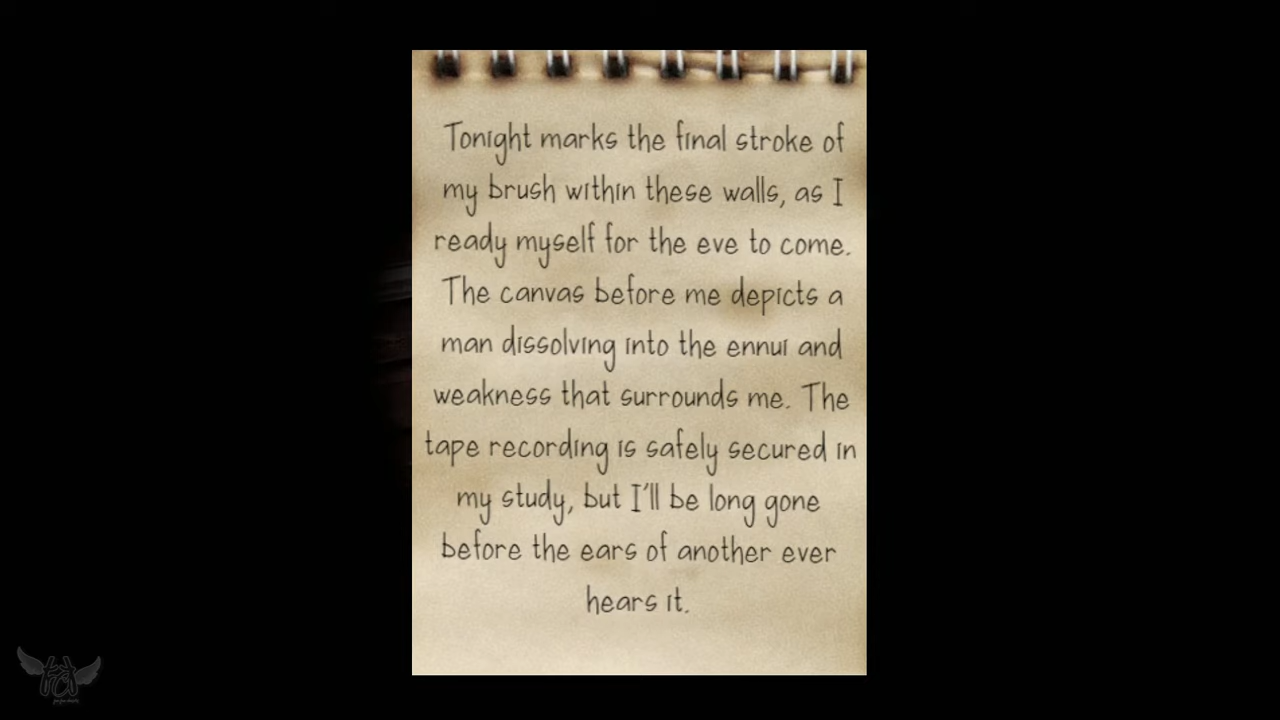 Tonight marks the final stroke of
my brush within these walls, as I
ready myself for the eve to come.
The canvas before me depicts a
man dissolving into the ennui and
weakness that surrounds me. The
tape recording is safely secured in
my study, but I'll be long gone
before the ears of another ever
hears it.